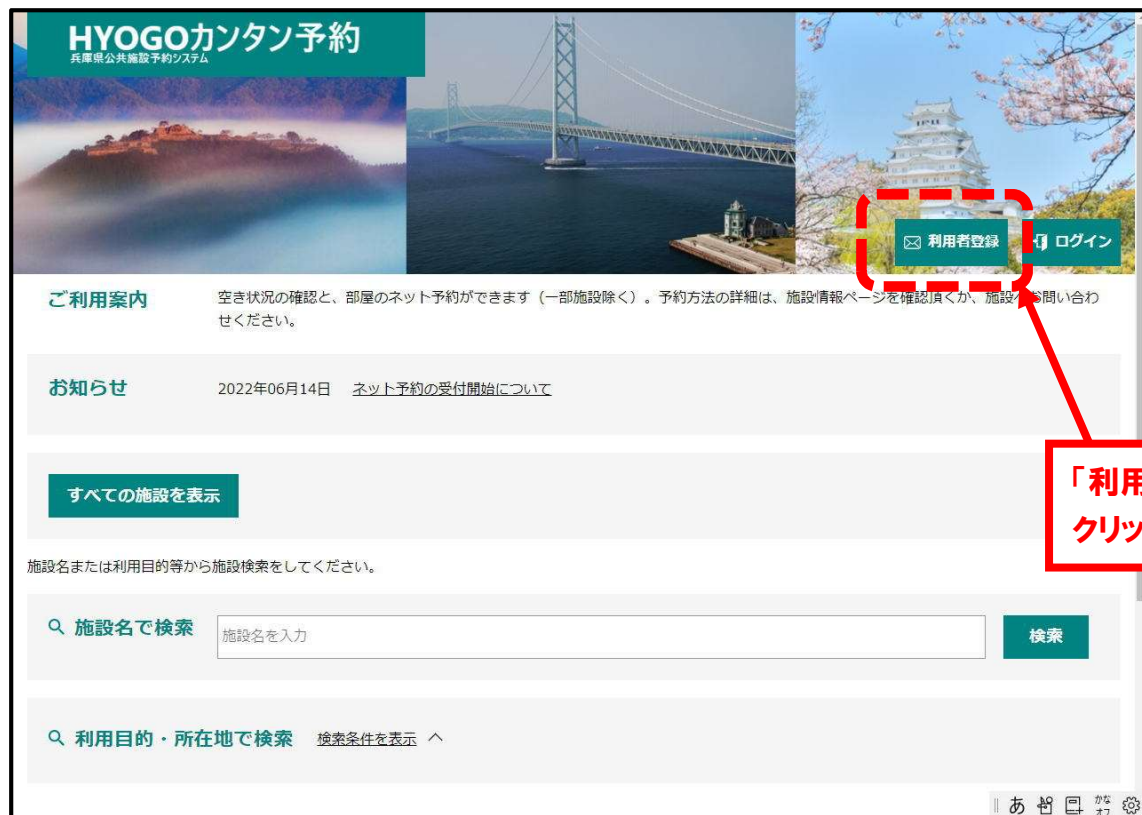 HYOGOカンタン予約
兵庫県公共施設予約システム
利用者登録
ログイン
ご利用案内
空き状況の確認と、部屋のネット予約ができます（一部施設除く）。予約方法の詳細は、施設情報ページを確認頂くか、施設へお問い合わ
せください。
お知らせ
2022年06月14日 ネット予約の受付開始について
すべての施設を表示
「利用
クリッ
施設名または利用目的等から施設検索をしてください。
施設名で検索
施設名を入力
検索
利用目的・所在地で検索 検索条件を表示
あ
かな
オフ